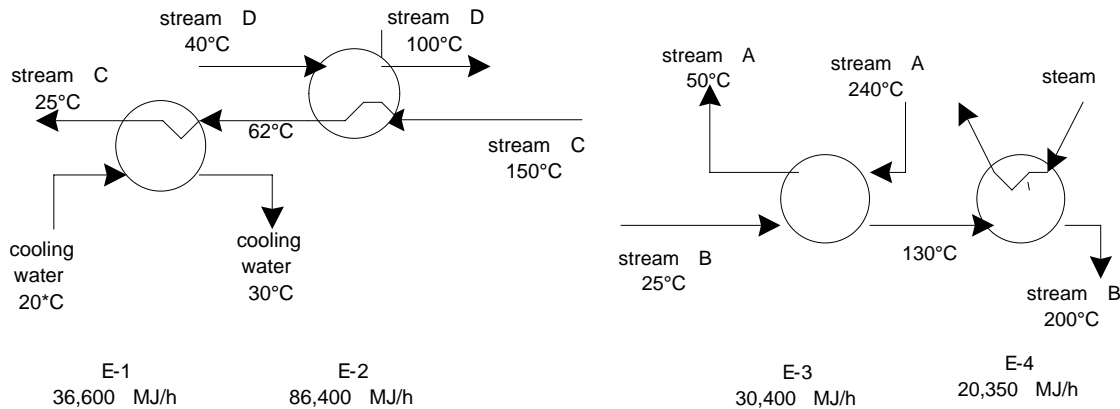 stream D
40°C
stream D
100°C
stream C
25°C
62°C
stream C
150°C
cooling
water
20*C
cooling
water
30°C
E-1
36,600 MJ/h
E-2
86,400 MJ/h
stream A
50°C
stream A
240°C
steam
stream B
25°C
130°C
stream B
200°C
E-3
30,400 MJ/h
E-4
20,350 MJ/h